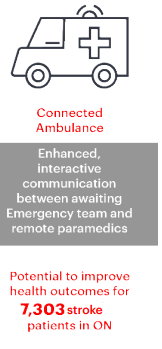 Connected
Ambulance
Enhanced,
interactive
communication
between awaiting
Emergency team and
remote paramedics
Potential to improve
health outcomes for
7,303 stroke
patients in ON